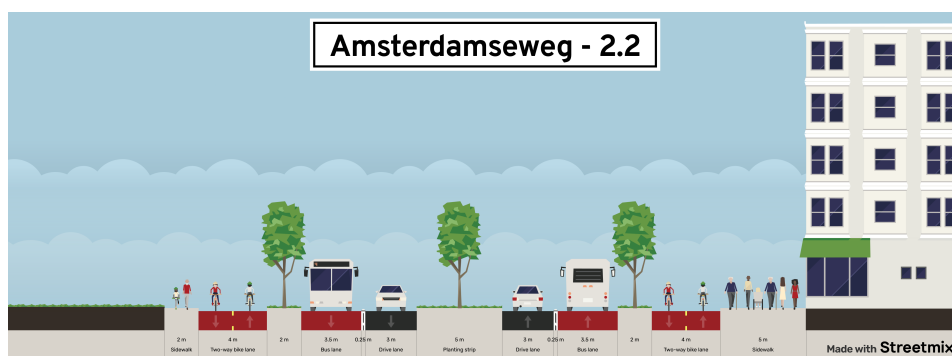 Amsterdamseweg - 2.2
2 m
Sidewalk
4 m
Two-way bike lane
2 m
3.5 m
Bus lane
0.25 m
3 m
Drive lane
5 m
Planting strip
3 m
Drive lane
0.25 m
3.5 m
Bus lane
2 m
4 m
Two-way bike lane
5 m
Sidewalk
Made with Streetmix